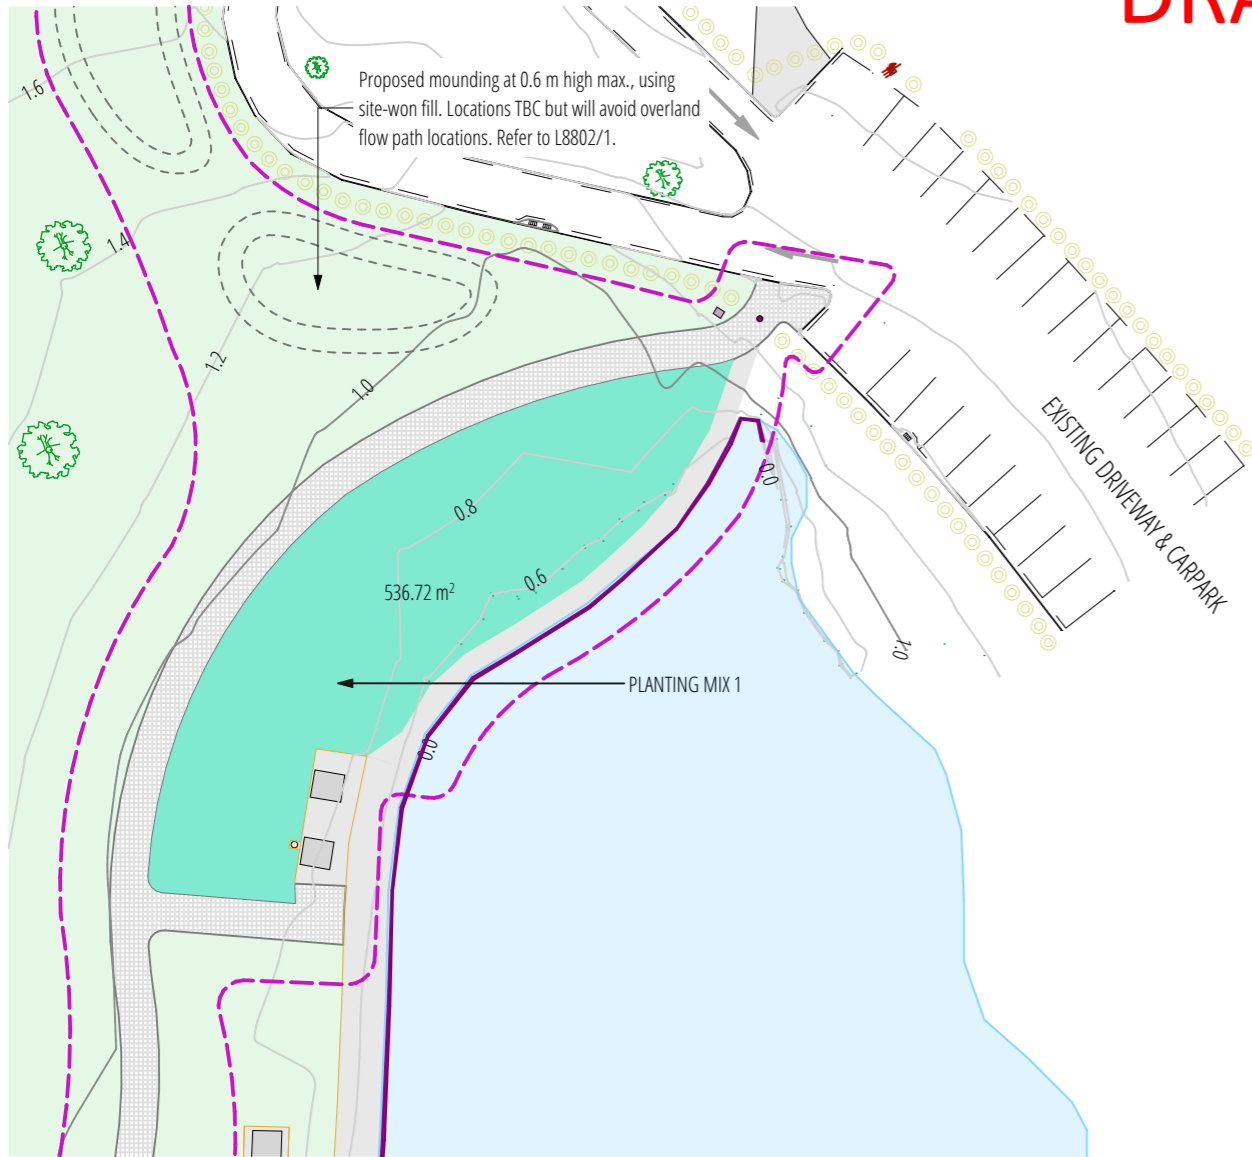 DRA
1.6
Proposed mounding at 0.6 m high max., using
site-won fill. Locations TBC but will avoid overland
flow path locations. Refer to L8802/1.
1.4
1.2
1.0
EXISTING DRIVEWAY & CARPARK
0.0
0.8
0.6
536.72 m²
1.0
PLANTING MIX 1
0.0